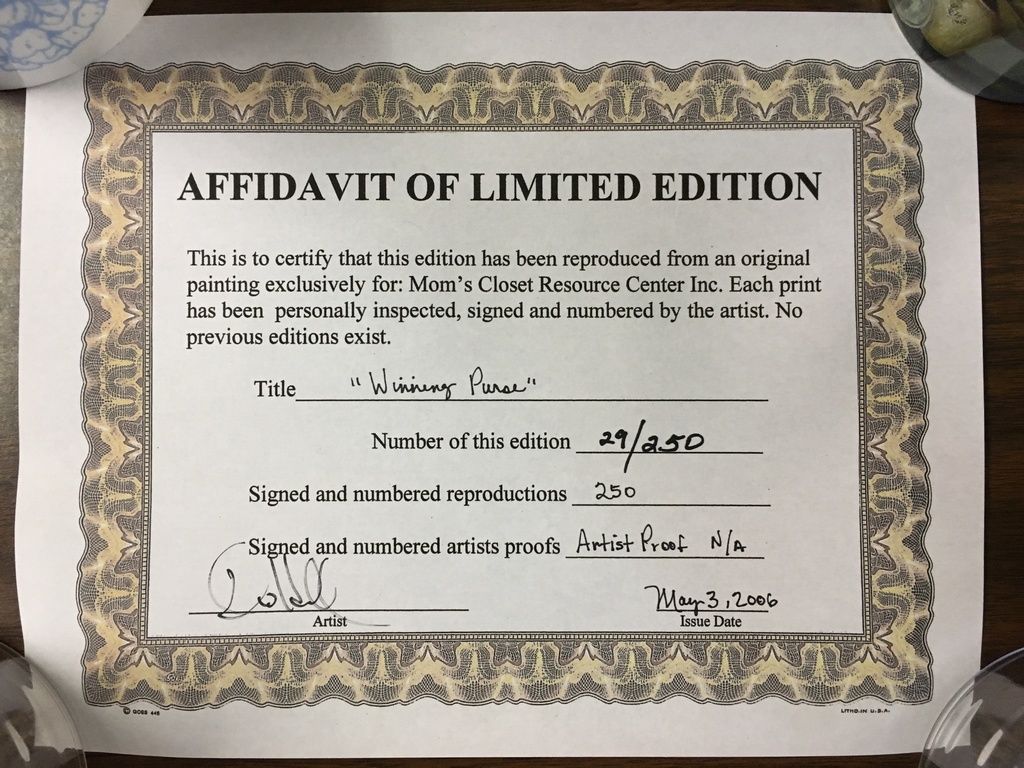 AFFIDAVIT OF LIMITED EDITION
This is to certify that this edition has been reproduced from an original
painting exclusively for: Mom's Closet Resource Center Inc. Each print
has been personally inspected, signed and numbered by the artist. No
previous editions exist.
Title "Winning Purse"
Number of this edition 29/250
Signed and numbered reproductions 250
Signed and numbered artists proofs Artist Proof N/A
May 3, 2006
Artist Issue Date
© GOES 445 LITHO. IN U.S.A.